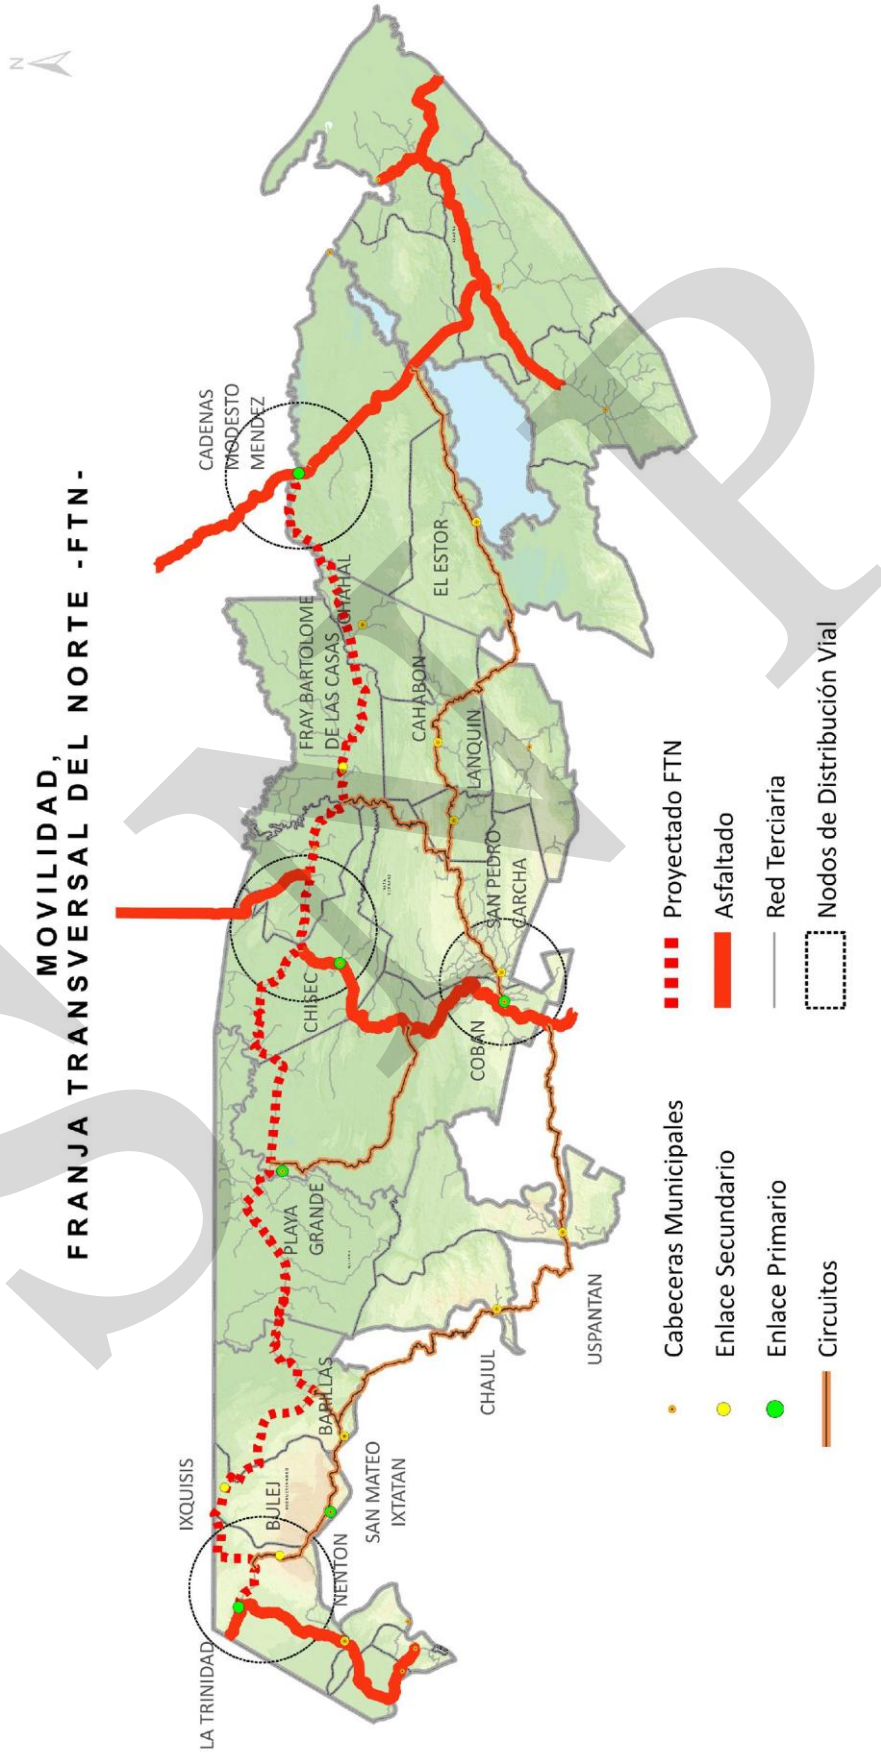 MOVILIDAD,
FRANJA TRANSVERSAL DEL NORTE -FTN-
N
LA TRINIDAD
IXQUISIS
BULEJ
NENTON
SAN MATEO
IXTATAN
BARILLAS
PLAYA
GRANDE
CHAJUL
USPANTAN
CHISEC
COBAN
SAN PEDRO
CARCHA
LANQUIN
CAHABON
FRAY BARTOLOME
DE LAS CASAS
CHAHAL
EL ESTOR
CADENAS
MODESTO
MENDEZ
Cabeceras Municipales
Enlace Secundario
Enlace Primario
Circuitos
Proyectado FTN
Asfaltado
Red Terciaria
Nodos de Distribución Vial
SNIP